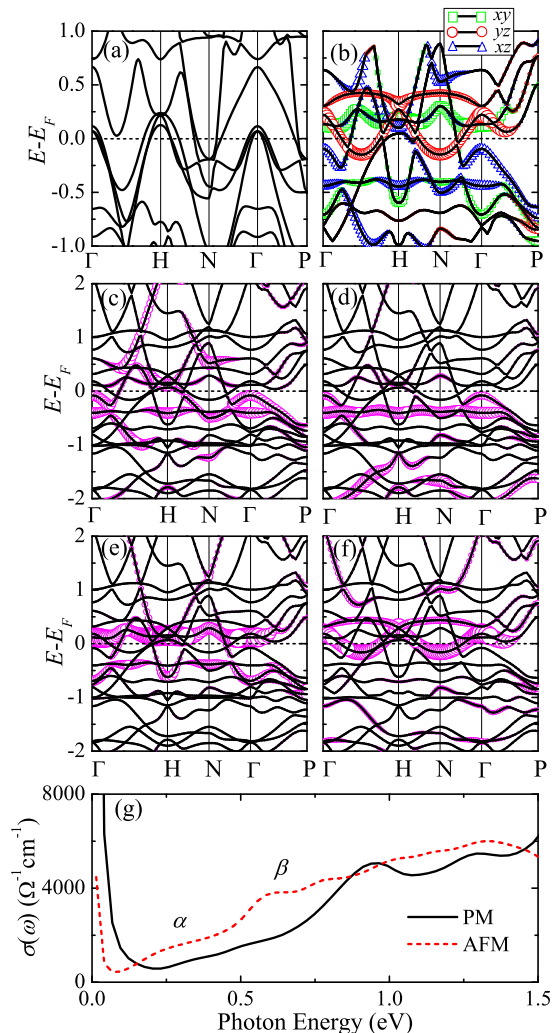 xy
yz
xz
(a)
(b)
1.0
0.5
0.0
-0.5
-1.0
E-E_F
Γ H N Γ P
Γ H N Γ P
(c)
(d)
2
1
0
-1
-2
E-E_F
Γ H N Γ P
Γ H N Γ P
(e)
(f)
2
1
0
-1
-2
E-E_F
Γ H N Γ P
Γ H N Γ P
(g)
8000
4000
0
σ(ω) (Ω⁻¹cm⁻¹)
α
β
PM
AFM
0.0 0.5 1.0 1.5
Photon Energy (eV)